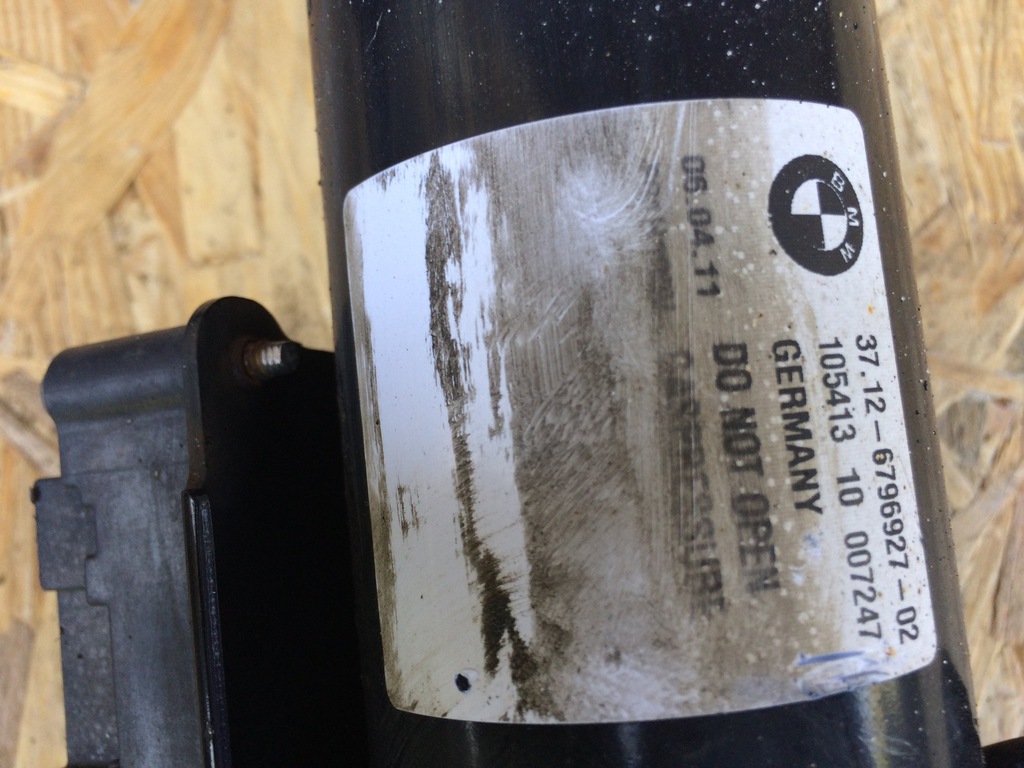 BMW
37.12-6796927-02
105413 10 007247
GERMANY
DO NOT OPEN
06.04.11